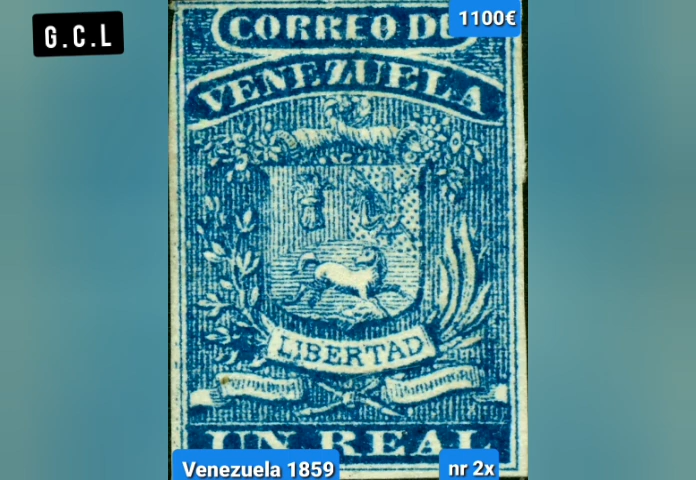 G.C.L
1100€
CORREO DE
VENEZUELA
LIBERTAD
UN REAL
Venezuela 1859
nr 2x